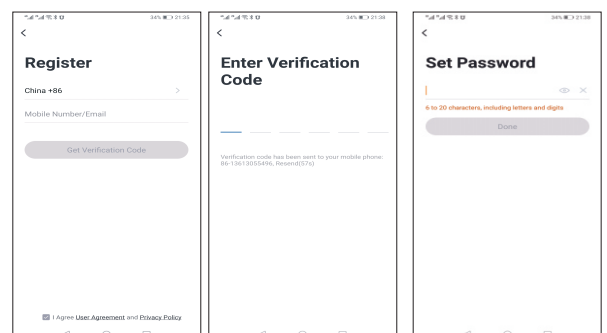 34% 21:35
Register
China +86
Mobile Number/Email
Get Verification Code
I Agree User Agreement and Privacy Policy
34% 21:38
Enter Verification
Code
Verification code has been sent to your mobile phone:
86-13613055496, Resend(57s)
34% 21:38
Set Password
6 to 20 characters, including letters and digits
Done